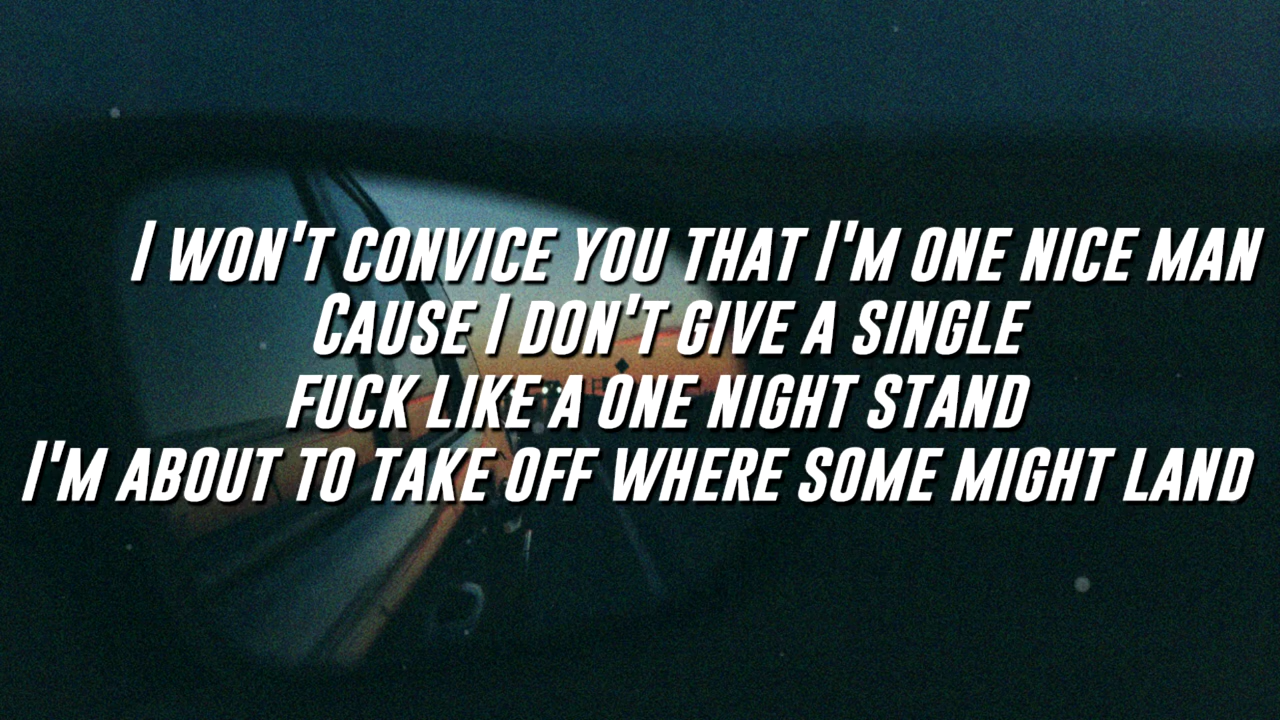 I won't convice you that I'm one nice man
Cause I don't give a single
fuck like a one night stand
I'm about to take off where some might land